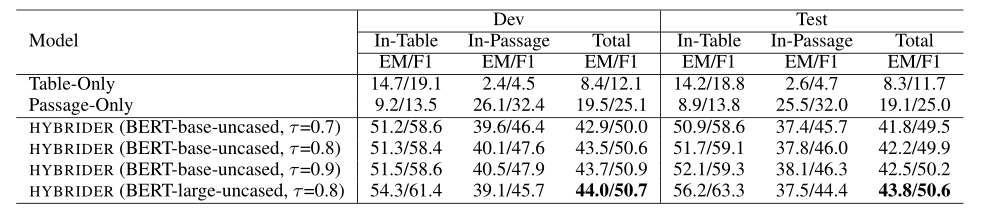 Dev Test
Model In-Table In-Passage Total In-Table In-Passage Total
EM/F1 EM/F1 EM/F1 EM/F1 EM/F1 EM/F1
Table-Only 14.7/19.1 2.4/4.5 8.4/12.1 14.2/18.8 2.6/4.7 8.3/11.7
Passage-Only 9.2/13.5 26.1/32.4 19.5/25.1 8.9/13.8 25.5/32.0 19.1/25.0
HYBRIDER (BERT-base-uncased, τ=0.7) 51.2/58.6 39.6/46.4 42.9/50.0 50.9/58.6 37.4/45.7 41.8/49.5
HYBRIDER (BERT-base-uncased, τ=0.8) 51.3/58.4 40.1/47.6 43.5/50.6 51.7/59.1 37.8/46.0 42.2/49.9
HYBRIDER (BERT-base-uncased, τ=0.9) 51.5/58.6 40.5/47.9 43.7/50.9 52.1/59.3 38.1/46.3 42.5/50.2
HYBRIDER (BERT-large-uncased, τ=0.8) 54.3/61.4 39.1/45.7 44.0/50.7 56.2/63.3 37.5/44.4 43.8/50.6